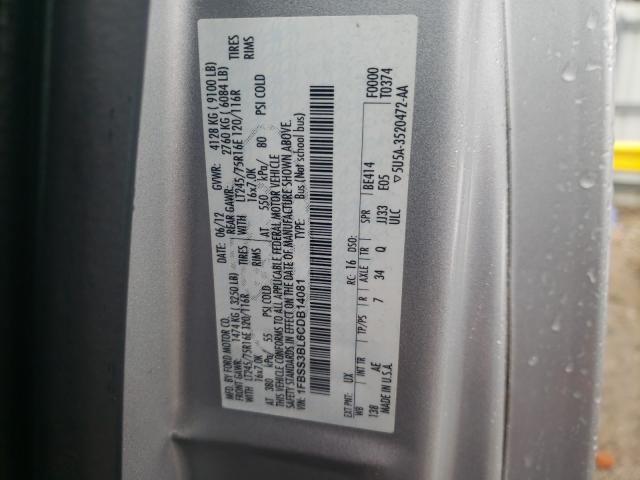 MFD. BY FORD MOTOR CO.
DATE: 06/12 GVWR: 4128 KG ( 9100 LB)
FRONT GAWR: 1474 KG ( 3250 LB) REAR GAWR: 2760 KG ( 6084 LB)
LT245/75R16E 120/116R TIRES WITH LT245/75R16E 120/116R TIRES
16x7.0K RIMS 16x7.0K RIMS
AT 380 kPa/ 55 PSI COLD AT 550 kPa/ 80 PSI COLD
THIS VEHICLE CONFORMS TO ALL APPLICABLE FEDERAL MOTOR VEHICLE
SAFETY STANDARDS IN EFFECT ON THE DATE OF MANUFACTURE SHOWN ABOVE.
VIN: 1FBSS3BL6CDB14081 TYPE: Bus (Not school bus)
F0000
T0374
EXT PNT: UX RC: 16 DSO:
WB INT TR TP/PS R AXLE TR SPR BE414
138 AE 7 34 Q JJ33 E05
MADE IN U.S.A. ULC
▽5U5A-3520472-AA